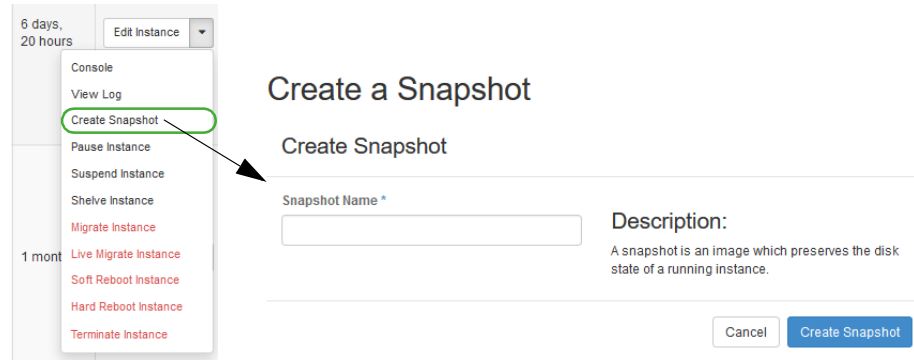 6 days,
20 hours
Edit Instance
Console
View Log
Create Snapshot
Pause Instance
Suspend Instance
Shelve Instance
Migrate Instance
1 mont
Live Migrate Instance
Soft Reboot Instance
Hard Reboot Instance
Terminate Instance
Create a Snapshot
Create Snapshot
Snapshot Name *
Description:
A snapshot is an image which preserves the disk
state of a running instance.
Cancel
Create Snapshot